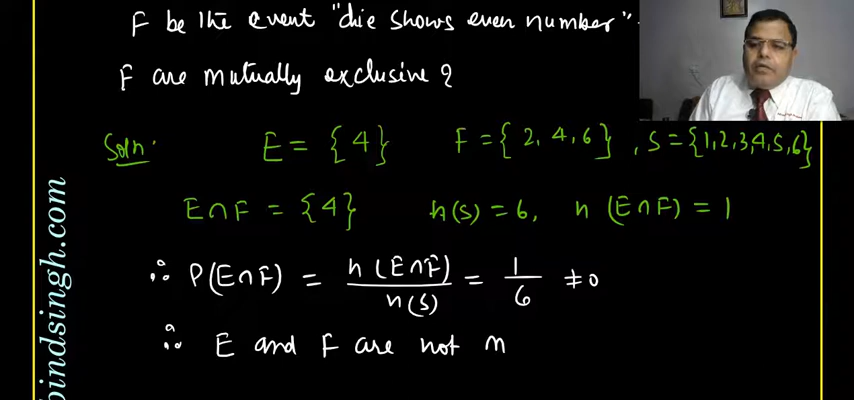 F be the event "die shows even number"
F are mutually exclusive ?
Soln. E = {4} F = {2, 4, 6}, S = {1,2,3,4,5,6}
E∩F = {4} n(S) = 6, n (E∩F) = 1
∴ P(E∩F) = n(E∩F)/n(S) = 1/6 ≠0
∴ E and F are not m
bindsingh.com